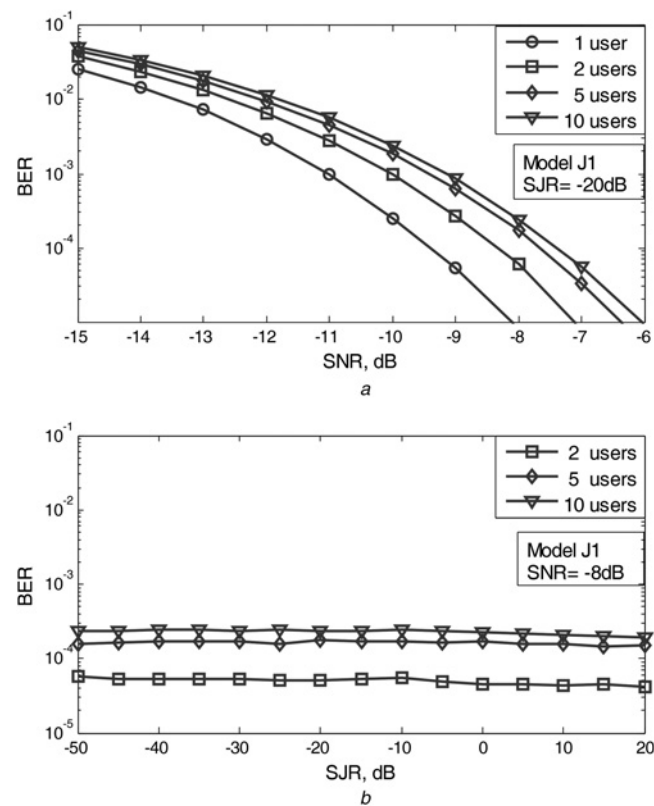 10^-1
10^-2
10^-3
10^-4
BER
1 user
2 users
5 users
10 users
Model J1
SJR= -20dB
-15 -14 -13 -12 -11 -10 -9 -8 -7 -6
SNR, dB
a
10^-1
10^-2
10^-3
10^-4
10^-5
BER
2 users
5 users
10 users
Model J1
SNR= -8dB
-50 -40 -30 -20 -10 0 10 20
SJR, dB
b